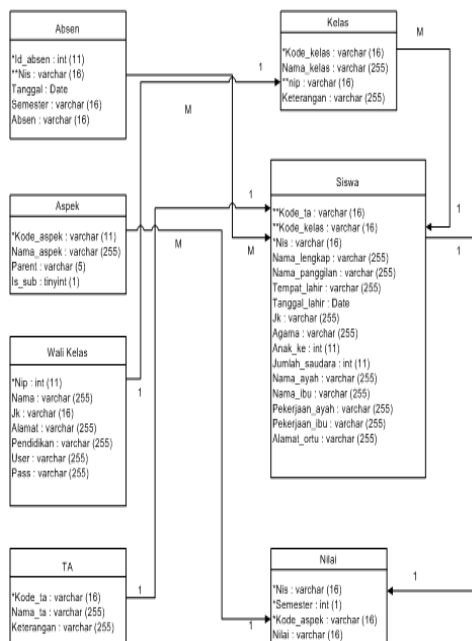 Absen
*Id_absen : int (11)
**Nis : varchar (16)
Tanggal : Date
Semester : varchar (16)
Absen : varchar (16)
Kelas
*Kode_kelas : varchar (16)
Nama_kelas : varchar (255)
**nip : varchar (16)
Keterangan : varchar (255)
M
1
M
Aspek
*Kode_aspek : varchar (11)
Nama_aspek : varchar (255)
Parent : varchar (5)
Is_sub : tinyint (1)
Siswa
**Kode_ta : varchar (16)
**Kode_kelas : varchar (16)
*Nis : varchar (16)
Nama_lengkap : varchar (255)
Nama_panggilan : varchar (255)
Tempat_lahir : varchar (255)
Tanggal_lahir : Date
Jk : varchar (255)
Agama : varchar (255)
Anak_ke : int (11)
Jumlah_saudara : int (11)
Nama_ayah : varchar (255)
Nama_ibu : varchar (255)
Pekerjaan_ayah : varchar (255)
Pekerjaan_ibu : varchar (255)
Alamat_ortu : varchar (255)
1
1
M
M
1
Wali Kelas
*Nip : int (11)
Nama : varchar (255)
Jk : varchar (16)
Alamat : varchar (255)
Pendidikan : varchar (255)
User : varchar (255)
Pass : varchar (255)
1
TA
*Kode_ta : varchar (16)
Nama_ta : varchar (255)
Keterangan : varchar (255)
1
Nilai
*Nis : varchar (16)
*Semester : int (1)
*Kode_aspek : varchar (16)
Nilai : varchar (16)
1
1